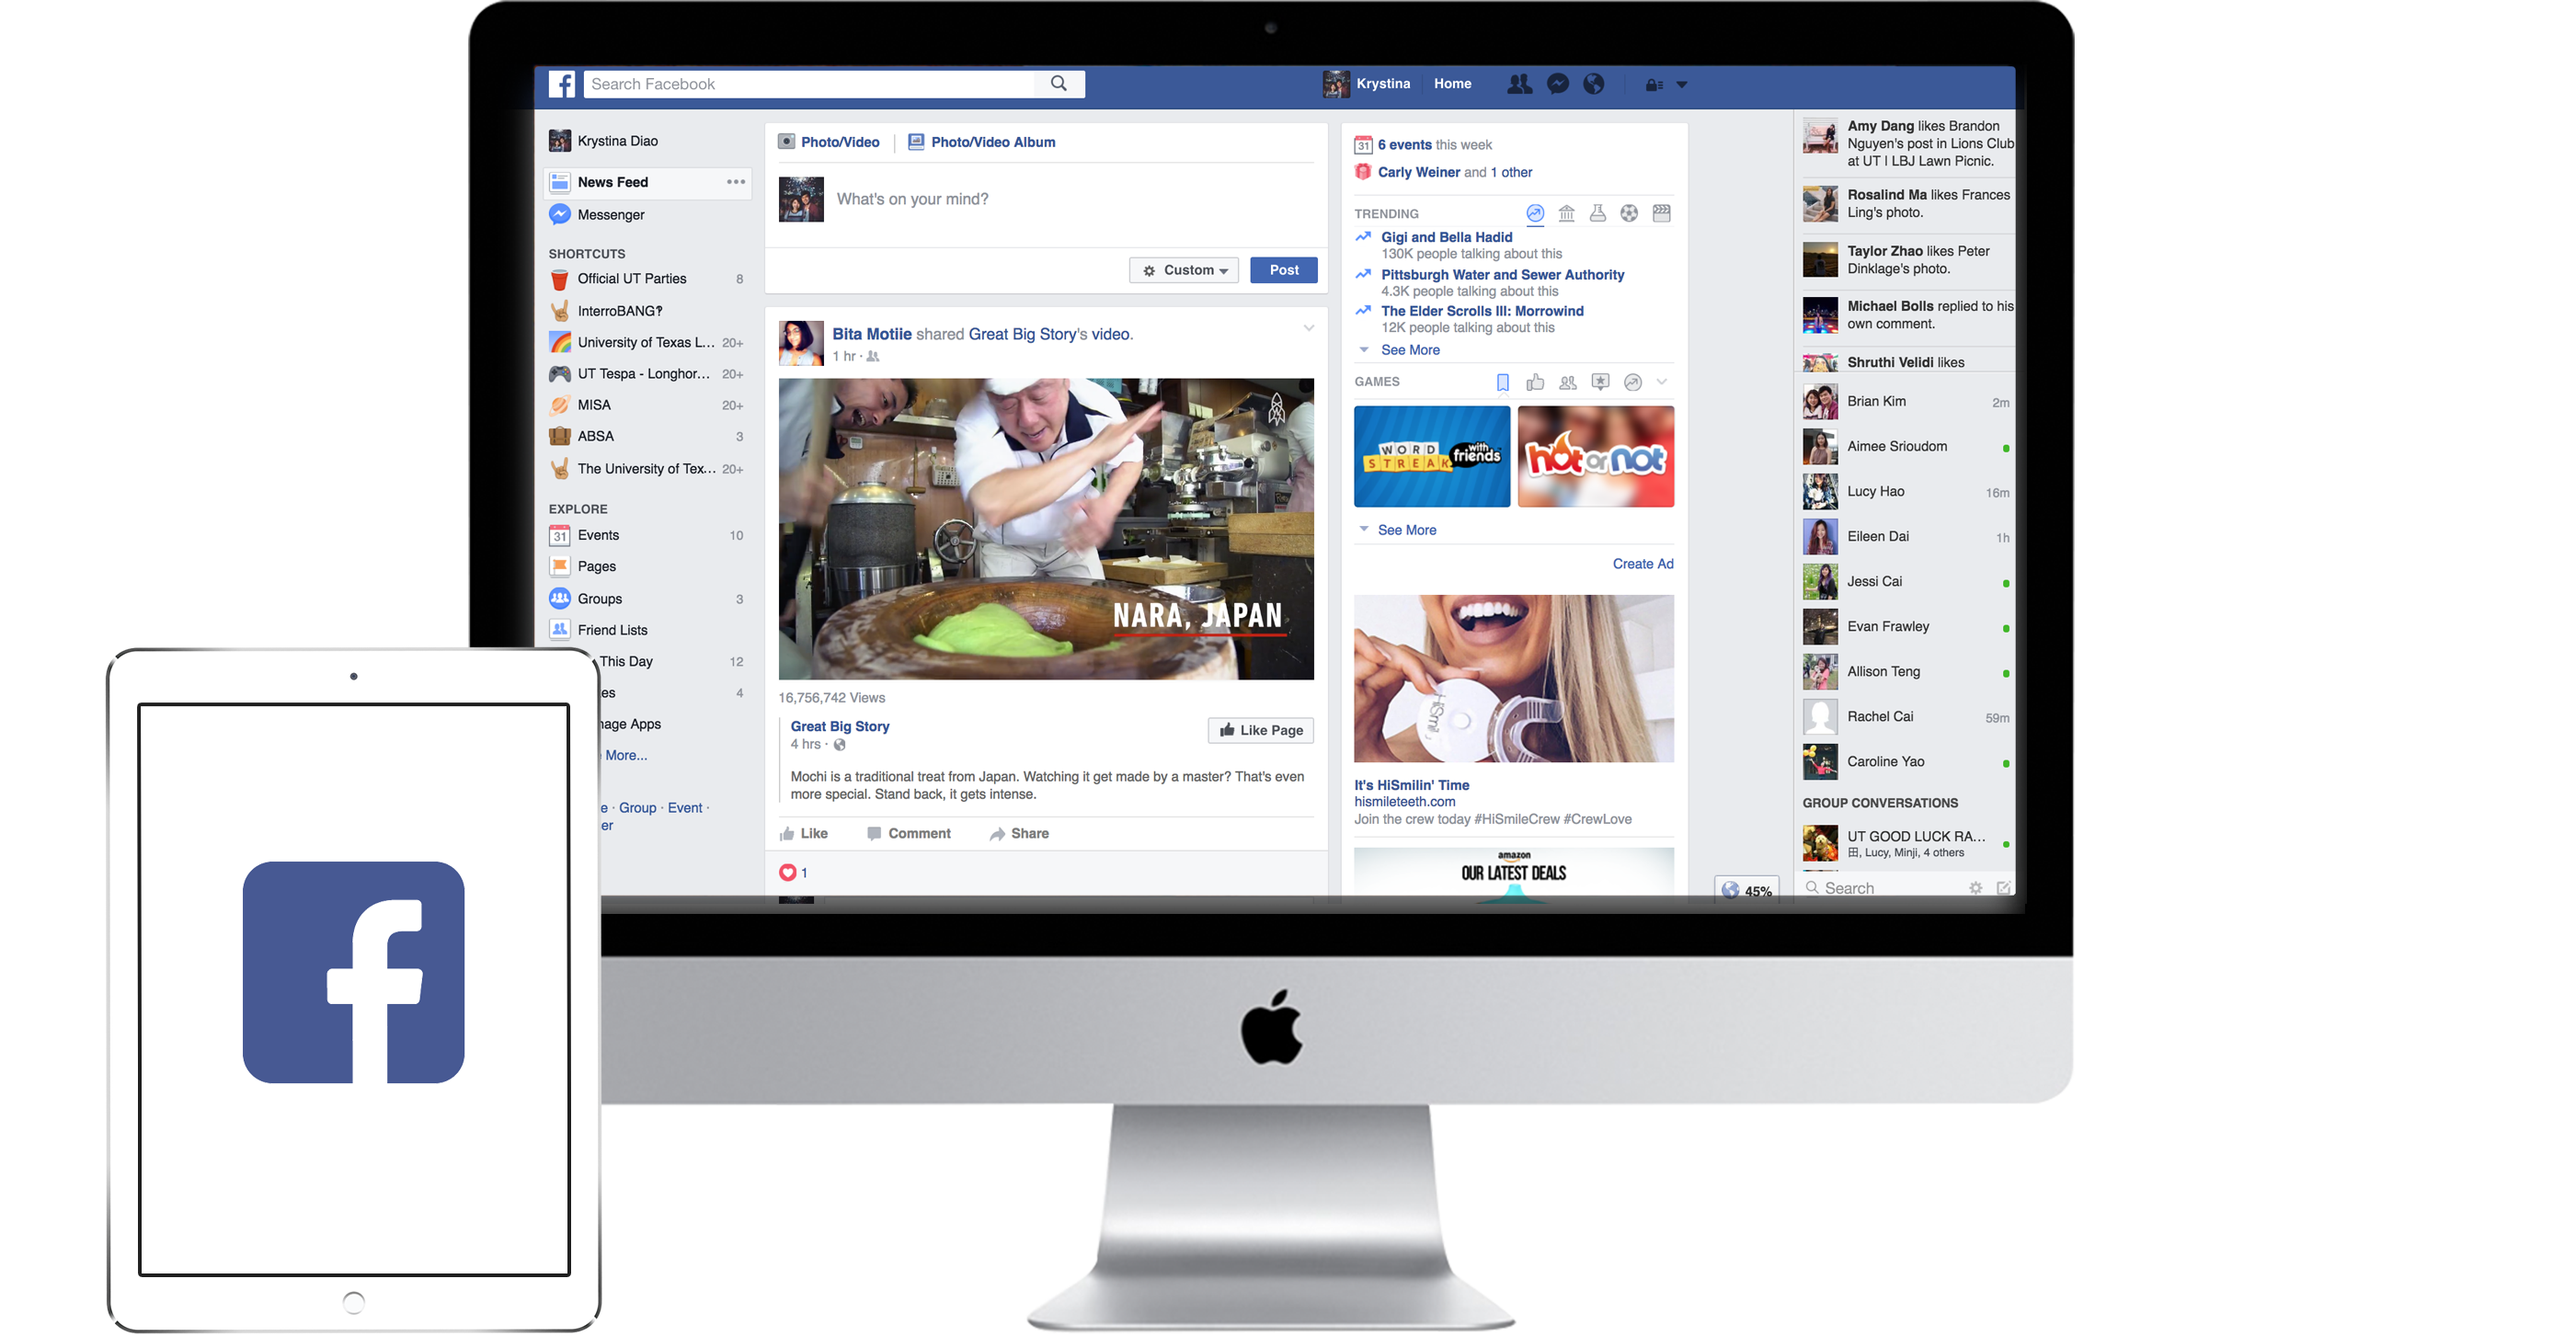 Search Facebook
Krystina Home
Krystina Diao
News Feed
Messenger
SHORTCUTS
Official UT Parties 8
InterroBANG‽
University of Texas L... 20+
UT Tespa - Longhor... 20+
MISA 20+
ABSA 3
The University of Tex... 20+
EXPLORE
31 Events 10
Pages
Groups 3
Friend Lists
This Day 12
es 4
nage Apps
More...
e · Group · Event ·
er
Photo/Video Photo/Video Album
What's on your mind?
Custom Post
Bita Motiie shared Great Big Story's video.
1 hr ·
NARA, JAPAN
16,756,742 Views
Great Big Story
4 hrs ·
Like Page
Mochi is a traditional treat from Japan. Watching it get made by a master? That's even
more special. Stand back, it gets intense.
Like Comment Share
1
31 6 events this week
Carly Weiner and 1 other
TRENDING
Gigi and Bella Hadid
130K people talking about this
Pittsburgh Water and Sewer Authority
4.3K people talking about this
The Elder Scrolls III: Morrowind
12K people talking about this
See More
GAMES
WORD STREAK with friends
hot or not
See More
Create Ad
HiSmile
It's HiSmilin' Time
hismileteeth.com
Join the crew today #HiSmileCrew #CrewLove
amazon
OUR LATEST DEALS
45%
Amy Dang likes Brandon
Nguyen's post in Lions Club
at UT | LBJ Lawn Picnic.
Rosalind Ma likes Frances
Ling's photo.
Taylor Zhao likes Peter
Dinklage's photo.
Michael Bolls replied to his
own comment.
Shruthi Velidi likes
Brian Kim 2m
Aimee Srioudom
Lucy Hao 16m
Eileen Dai 1h
Jessi Cai
Evan Frawley
Allison Teng
Rachel Cai 59m
Caroline Yao
GROUP CONVERSATIONS
UT GOOD LUCK RA...
田, Lucy, Minji, 4 others
Search